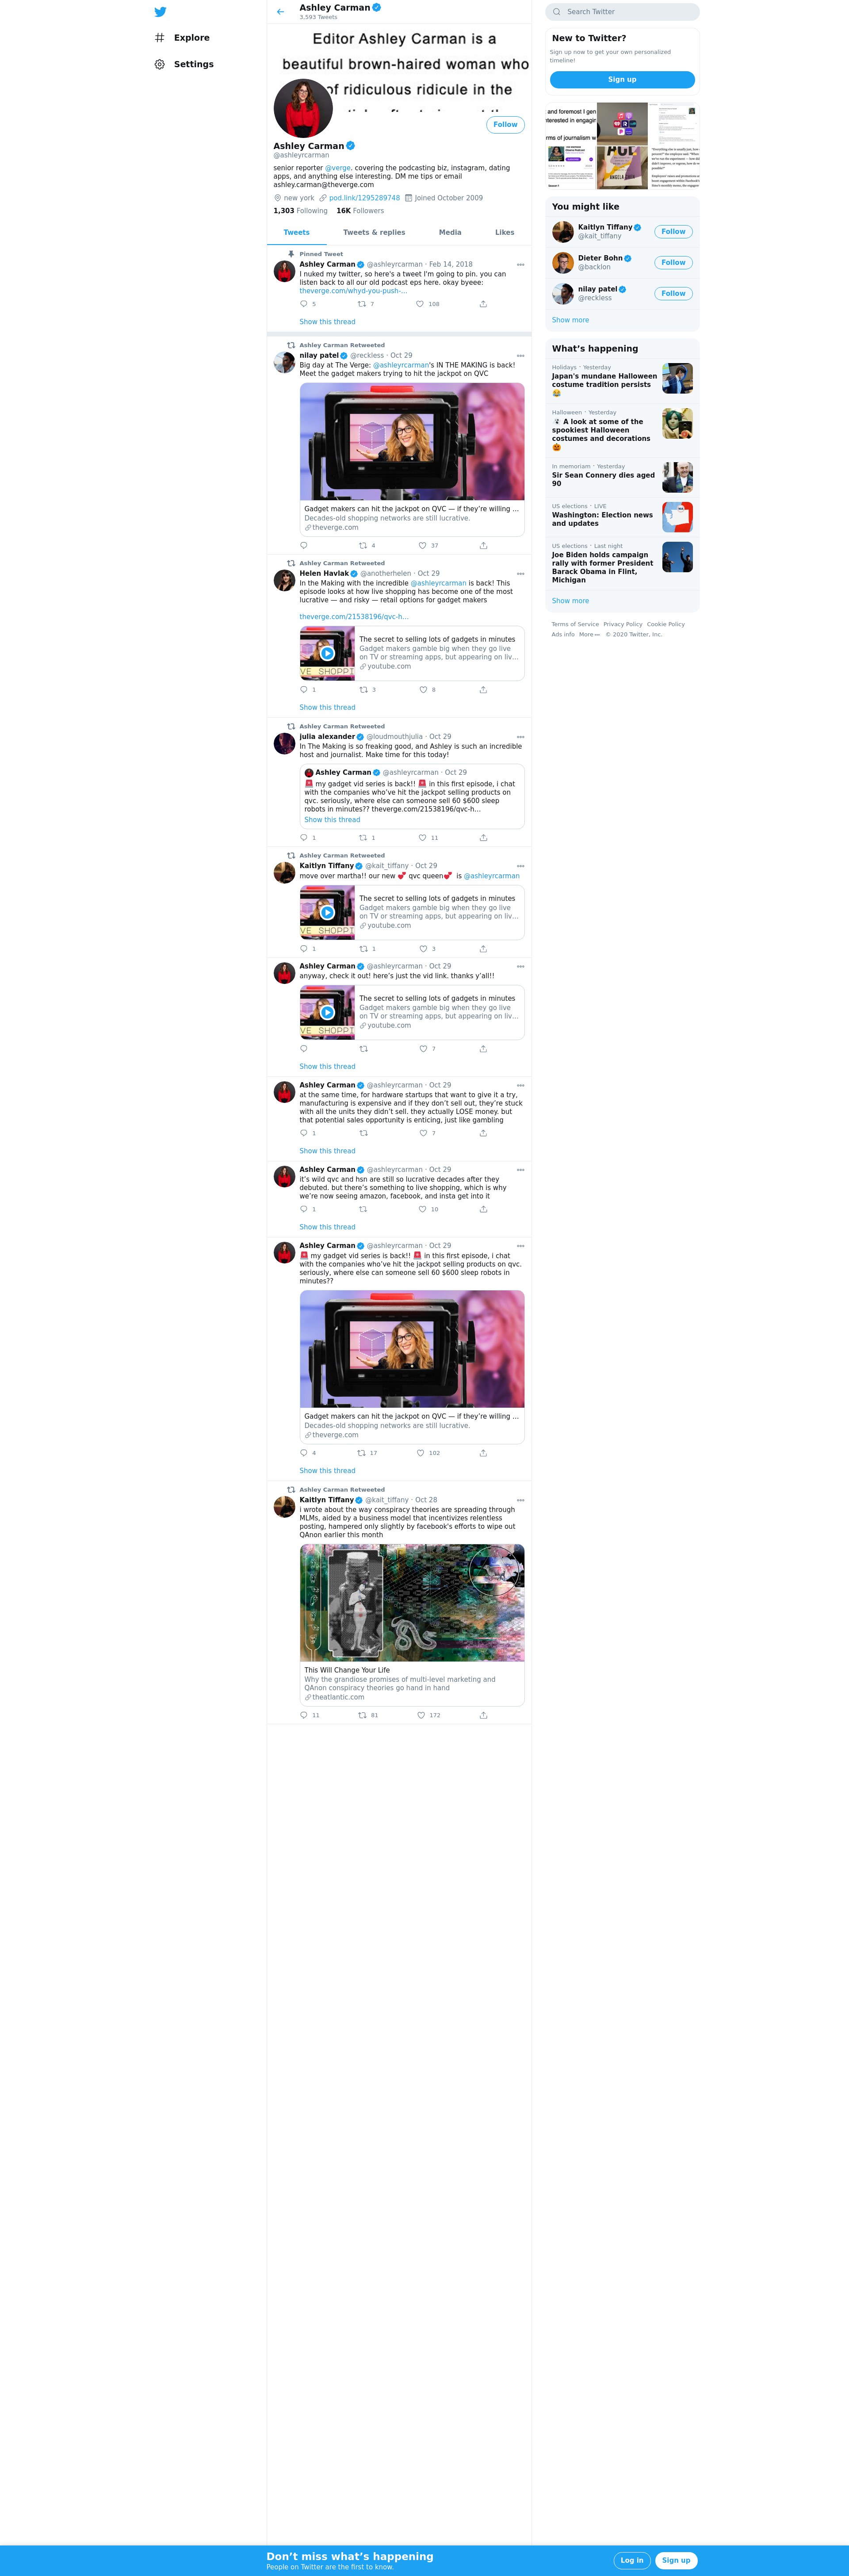 Explore
Settings
Ashley Carman
3,593 Tweets
Editor Ashley Carman is a
beautiful brown-haired woman who
of ridiculous ridicule in the
Follow
Ashley Carman
@ashleyrcarman
senior reporter @verge. covering the podcasting biz, instagram, dating
apps, and anything else interesting. DM me tips or email
ashley.carman@theverge.com
new york pod.link/1295289748 Joined October 2009
1,303 Following 16K Followers
Tweets Tweets & replies Media Likes
Pinned Tweet
Ashley Carman @ashleyrcarman · Feb 14, 2018
I nuked my twitter, so here's a tweet I'm going to pin. you can
listen back to all our old podcast eps here. okay byeee:
theverge.com/whyd-you-push-…
5 7 108
Show this thread
Ashley Carman Retweeted
nilay patel @reckless · Oct 29
Big day at The Verge: @ashleyrcarman's IN THE MAKING is back!
Meet the gadget makers trying to hit the jackpot on QVC
Gadget makers can hit the jackpot on QVC — if they’re willing …
Decades-old shopping networks are still lucrative.
theverge.com
4 37
Ashley Carman Retweeted
Helen Havlak @anotherhelen · Oct 29
In the Making with the incredible @ashleyrcarman is back! This
episode looks at how live shopping has become one of the most
lucrative — and risky — retail options for gadget makers
theverge.com/21538196/qvc-h…
The secret to selling lots of gadgets in minutes
Gadget makers gamble big when they go live
on TV or streaming apps, but appearing on liv…
youtube.com
VE SHOPPI
1 3 8
Show this thread
Ashley Carman Retweeted
julia alexander @loudmouthjulia · Oct 29
In The Making is so freaking good, and Ashley is such an incredible
host and journalist. Make time for this today!
Ashley Carman @ashleyrcarman · Oct 29
🚨 my gadget vid series is back!! 🚨 in this first episode, i chat
with the companies who’ve hit the jackpot selling products on
qvc. seriously, where else can someone sell 60 $600 sleep
robots in minutes?? theverge.com/21538196/qvc-h…
Show this thread
1 1 11
Ashley Carman Retweeted
Kaitlyn Tiffany @kait_tiffany · Oct 29
move over martha!! our new 💞 qvc queen💞 is @ashleyrcarman
The secret to selling lots of gadgets in minutes
Gadget makers gamble big when they go live
on TV or streaming apps, but appearing on liv…
youtube.com
VE SHOPPI
1 1 3
Ashley Carman @ashleyrcarman · Oct 29
anyway, check it out! here’s just the vid link. thanks y’all!!
The secret to selling lots of gadgets in minutes
Gadget makers gamble big when they go live
on TV or streaming apps, but appearing on liv…
youtube.com
VE SHOPPI
7
Show this thread
Ashley Carman @ashleyrcarman · Oct 29
at the same time, for hardware startups that want to give it a try,
manufacturing is expensive and if they don’t sell out, they’re stuck
with all the units they didn’t sell. they actually LOSE money. but
that potential sales opportunity is enticing, just like gambling
1 7
Show this thread
Ashley Carman @ashleyrcarman · Oct 29
it’s wild qvc and hsn are still so lucrative decades after they
debuted. but there’s something to live shopping, which is why
we’re now seeing amazon, facebook, and insta get into it
1 10
Show this thread
Ashley Carman @ashleyrcarman · Oct 29
🚨 my gadget vid series is back!! 🚨 in this first episode, i chat
with the companies who’ve hit the jackpot selling products on qvc.
seriously, where else can someone sell 60 $600 sleep robots in
minutes??
Gadget makers can hit the jackpot on QVC — if they’re willing …
Decades-old shopping networks are still lucrative.
theverge.com
4 17 102
Show this thread
Ashley Carman Retweeted
Kaitlyn Tiffany @kait_tiffany · Oct 28
i wrote about the way conspiracy theories are spreading through
MLMs, aided by a business model that incentivizes relentless
posting, hampered only slightly by facebook's efforts to wipe out
QAnon earlier this month
This Will Change Your Life
Why the grandiose promises of multi-level marketing and
QAnon conspiracy theories go hand in hand
theatlantic.com
11 81 172
Search Twitter
New to Twitter?
Sign up now to get your own personalized
timeline!
Sign up
and foremost I gen
terested in engagin
rms of journalism w
You might like
Kaitlyn Tiffany
@kait_tiffany
Follow
Dieter Bohn
@backlon
Follow
nilay patel
@reckless
Follow
Show more
What’s happening
Holidays · Yesterday
Japan's mundane Halloween
costume tradition persists
😂
Halloween · Yesterday
A look at some of the
spookiest Halloween
costumes and decorations
🎃
In memoriam · Yesterday
Sir Sean Connery dies aged
90
US elections · LIVE
Washington: Election news
and updates
US elections · Last night
Joe Biden holds campaign
rally with former President
Barack Obama in Flint,
Michigan
Show more
Terms of Service Privacy Policy Cookie Policy
Ads info More © 2020 Twitter, Inc.
Don’t miss what’s happening
People on Twitter are the first to know.
Log in
Sign up